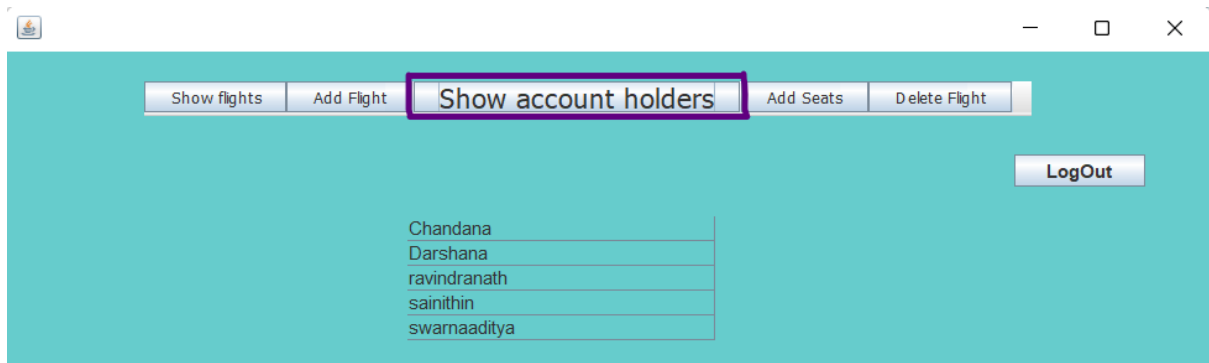 Show flights Add Flight Show account holders Add Seats Delete Flight
LogOut
Chandana
Darshana
ravindranath
sainithin
swarnaaditya